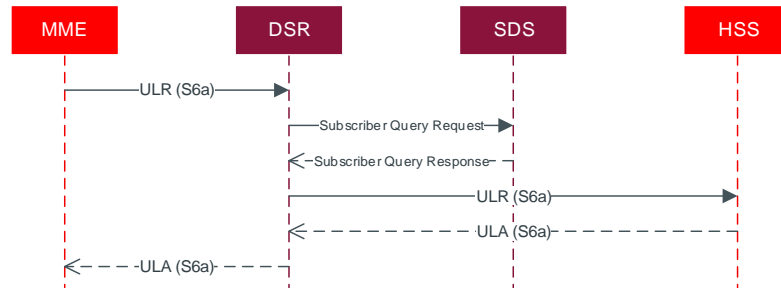 MME
DSR
SDS
HSS
ULR (S6a)
Subscriber Query Request
Subscriber Query Response
ULR (S6a)
ULA (S6a)
ULA (S6a)